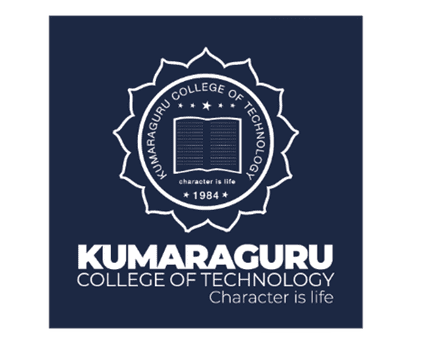 KUMARAGURU COLLEGE OF TECHNOLOGY
character is life
1984
KUMARAGURU
COLLEGE OF TECHNOLOGY
Character is life